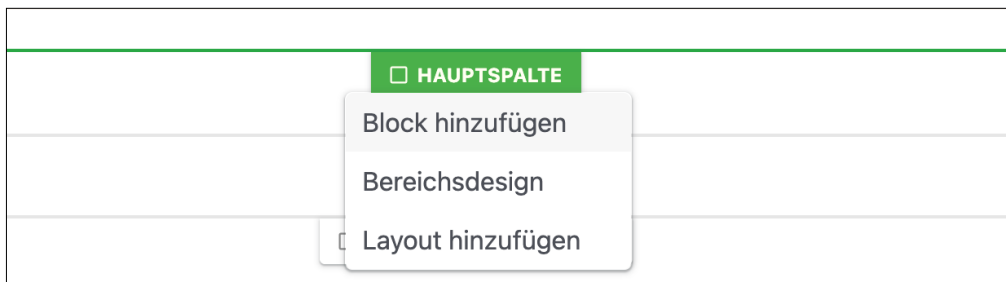 HAUPTSPALTE
Block hinzufügen
Bereichsdesign
Layout hinzufügen